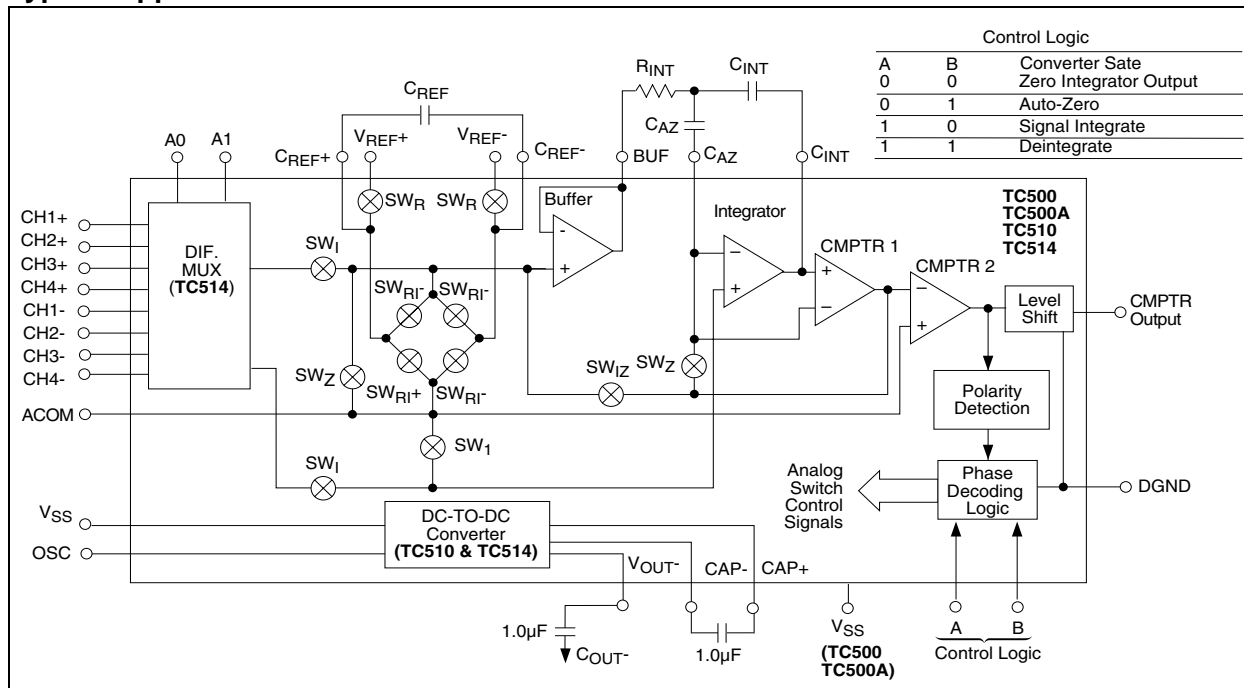 Control Logic
A B Converter Sate
0 0 Zero Integrator Output
0 1 Auto-Zero
1 0 Signal Integrate
1 1 Deintegrate
RINT
CINT
CREF
CAZ
A0
A1
CREF+
VREF+
VREF-
CREF-
BUF
CAZ
CINT
SWR
SWR
Buffer
-
+
Integrator
−
+
TC500
TC500A
TC510
TC514
CMPTR 1
+
−
CMPTR 2
−
+
CH1+
CH2+
CH3+
CH4+
CH1-
CH2-
CH3-
CH4-
DIF.
MUX
(TC514)
SWI
SWRI-
SWRI-
SWZ
SWRI+
SWRI-
SWIZ
SWZ
Level
Shift
CMPTR
Output
Polarity
Detection
ACOM
SW1
SWI
Analog
Switch
Control
Signals
Phase
Decoding
Logic
DGND
VSS
OSC
DC-TO-DC
Converter
(TC510 & TC514)
VOUT-
CAP-
CAP+
1.0µF
COUT-
1.0µF
VSS
(TC500
TC500A)
A
B
Control Logic